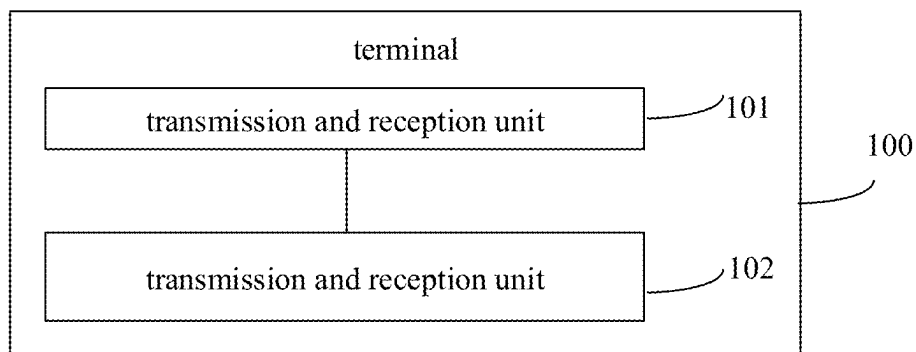 terminal
transmission and reception unit
101
100
transmission and reception unit
102